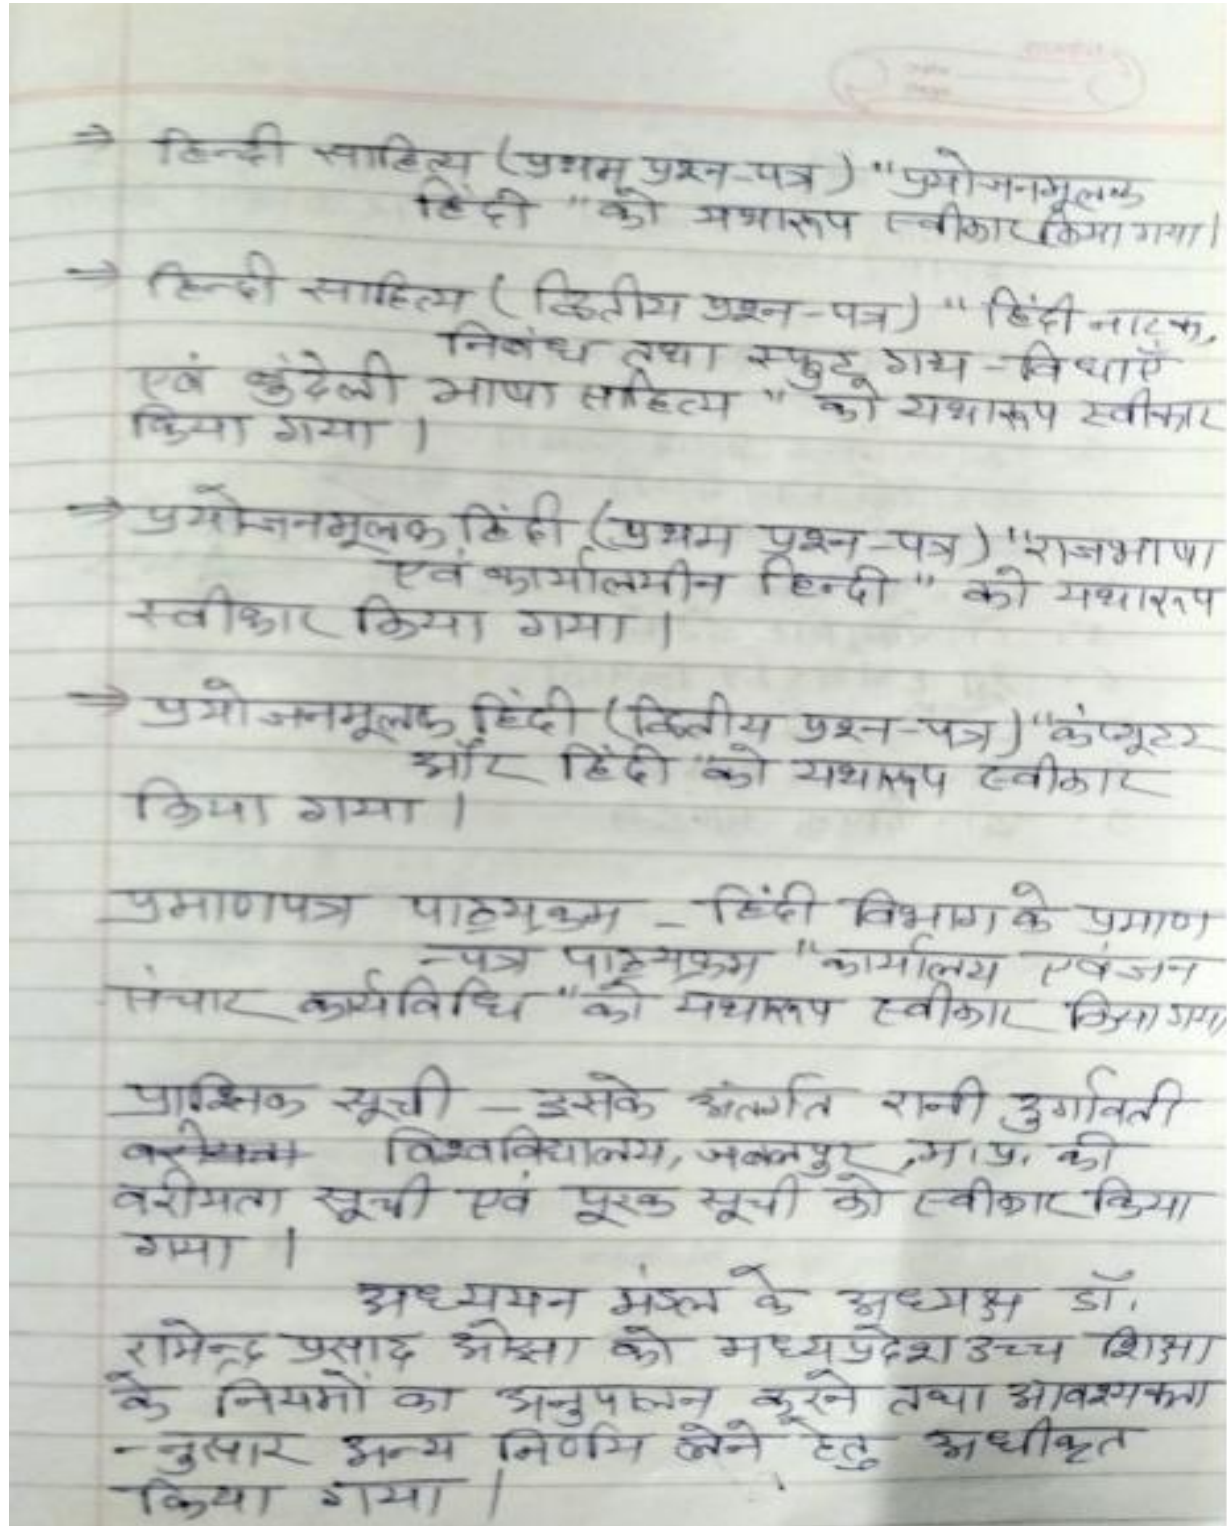 ⇒ हिन्दी साहित्य (प्रथम प्रश्न-पत्र) "प्रयोजनमूलक
हिंदी" को यथारूप स्वीकार किया गया।
⇒ हिन्दी साहित्य (द्वितीय प्रश्न-पत्र) "हिंदी नाटक,
निबंध तथा स्फुट गद्य-विधाएँ
एवं बुंदेली भाषा साहित्य" को यथारूप स्वीकार
किया गया।
⇒ प्रयोजनमूलक हिंदी (प्रथम प्रश्न-पत्र) "राजभाषा
एवं कार्यालयीन हिन्दी" को यथारूप
स्वीकार किया गया।
⇒ प्रयोजनमूलक हिंदी (द्वितीय प्रश्न-पत्र) "कंप्यूटर
और हिंदी" को यथारूप स्वीकार
किया गया।
प्रमाणपत्र पाठ्यक्रम - हिंदी विभाग के प्रमाण
-पत्र पाठ्यक्रम "कार्यालय एवं जन
संचार कार्यविधि" को यथारूप स्वीकार किया गया
प्राश्निक सूची - इसके अंतर्गत रानी दुर्गावती
विश्वविद्यालय, जबलपुर, म.प्र. की
वरीयता सूची एवं पूरक सूची को स्वीकार किया
गया।
अध्ययन मंडल के अध्यक्ष डॉ.
रामेन्द्र प्रसाद ओझा को मध्यप्रदेश उच्च शिक्षा
के नियमों का अनुपालन करने तथा आवश्यकता
-नुसार अन्य निर्णय लेने हेतु अधीकृत
किया गया।